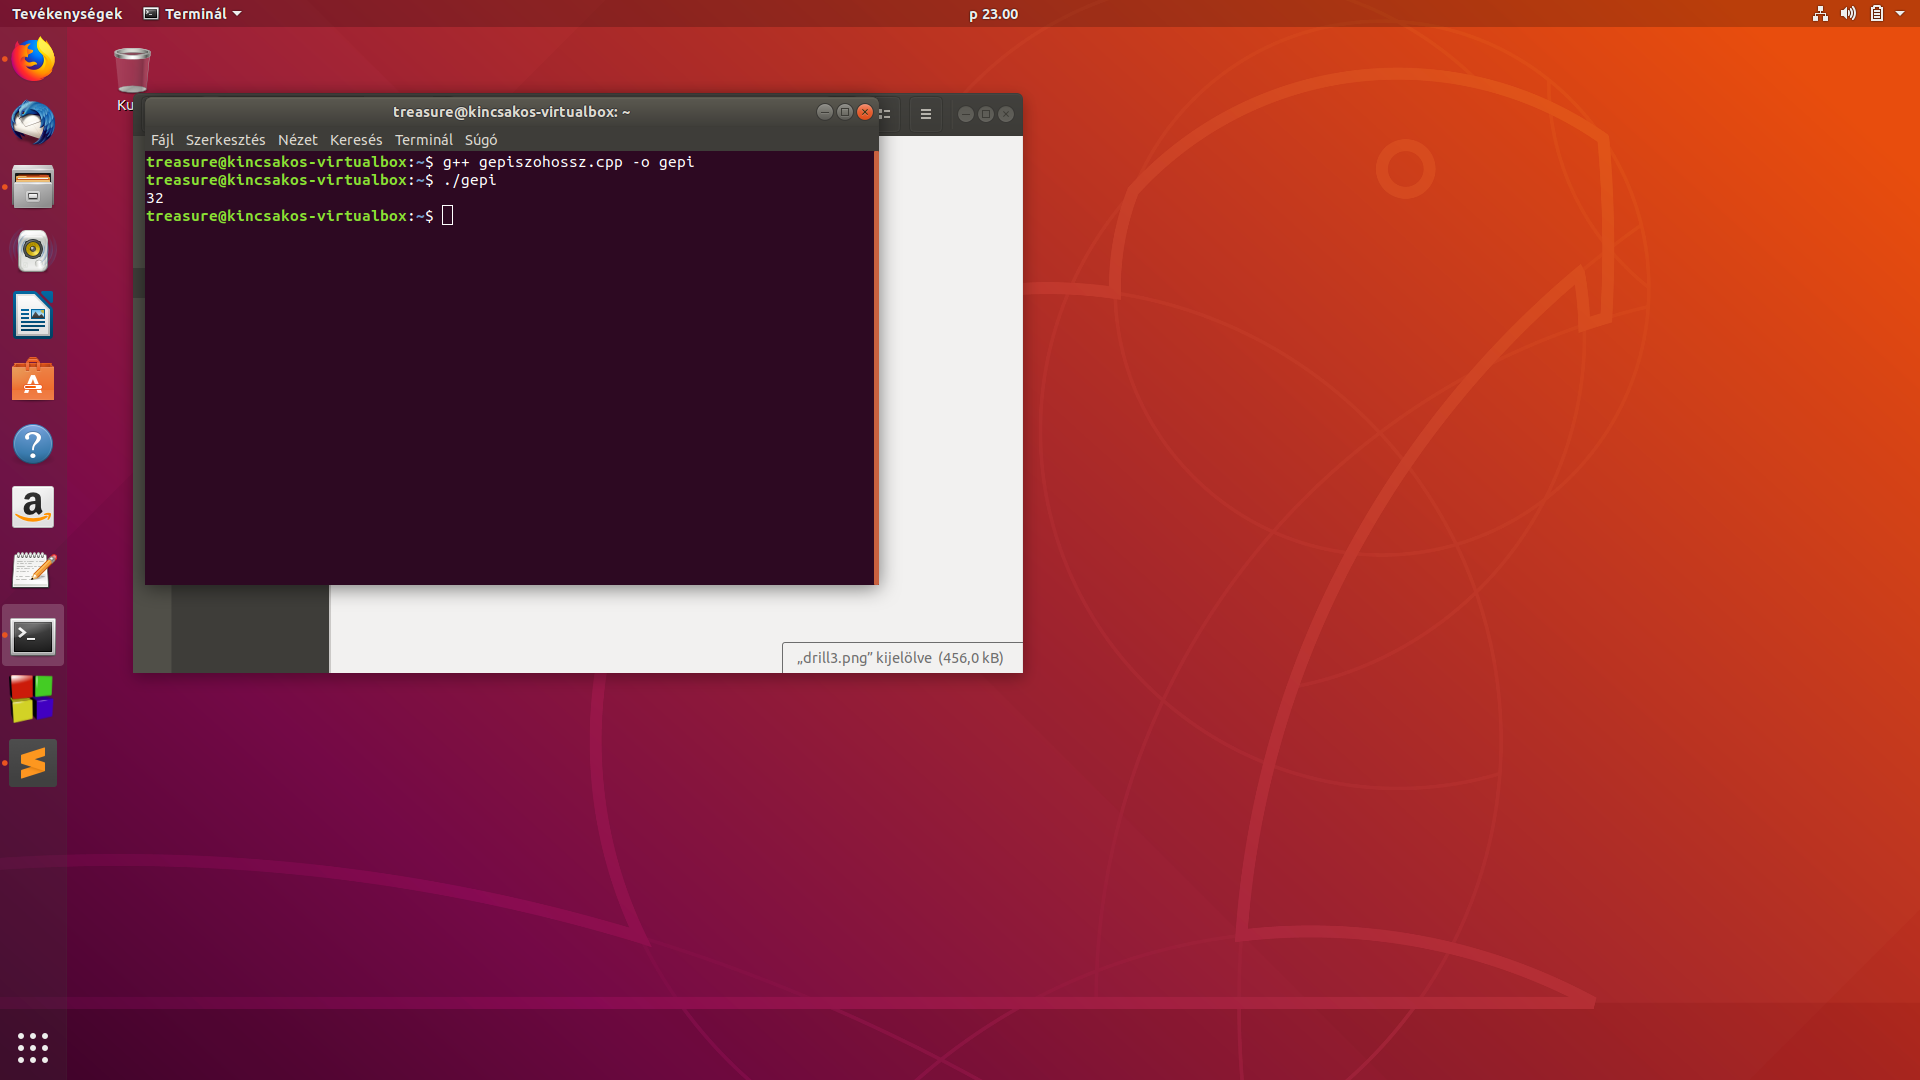 Tevékenységek Terminál p 23.00
treasure@kincsakos-virtualbox: ~
Fájl Szerkesztés Nézet Keresés Terminál Súgó
treasure@kincsakos-virtualbox:~$ g++ gepiszohossz.cpp -o gepi
treasure@kincsakos-virtualbox:~$ ./gepi
32
treasure@kincsakos-virtualbox:~$
„drill3.png” kijelölve (456,0 kB)